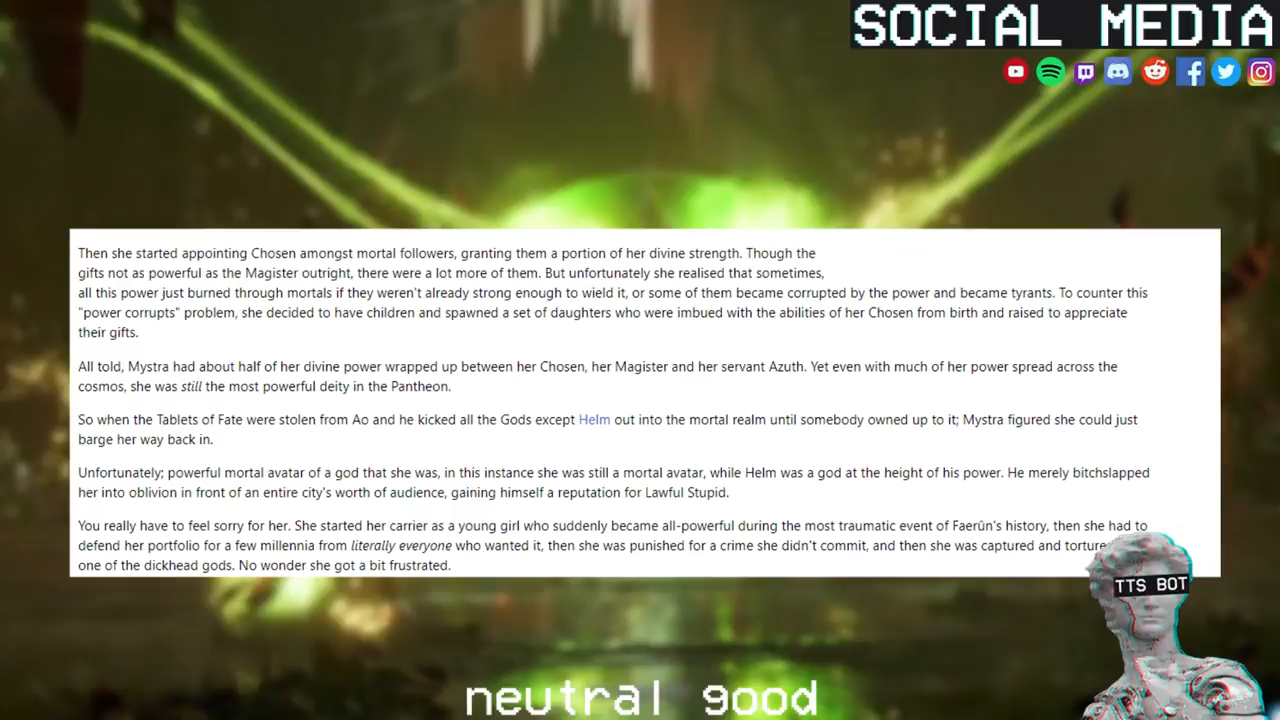 SOCIAL MEDIA
Then she started appointing Chosen amongst mortal followers, granting them a portion of her divine strength. Though the
gifts not as powerful as the Magister outright, there were a lot more of them. But unfortunately she realised that sometimes,
all this power just burned through mortals if they weren't already strong enough to wield it, or some of them became corrupted by the power and became tyrants. To counter this
"power corrupts" problem, she decided to have children and spawned a set of daughters who were imbued with the abilities of her Chosen from birth and raised to appreciate
their gifts.
All told, Mystra had about half of her divine power wrapped up between her Chosen, her Magister and her servant Azuth. Yet even with much of her power spread across the
cosmos, she was still the most powerful deity in the Pantheon.
So when the Tablets of Fate were stolen from Ao and he kicked all the Gods except Helm out into the mortal realm until somebody owned up to it; Mystra figured she could just
barge her way back in.
Unfortunately; powerful mortal avatar of a god that she was, in this instance she was still a mortal avatar, while Helm was a god at the height of his power. He merely bitchslapped
her into oblivion in front of an entire city's worth of audience, gaining himself a reputation for Lawful Stupid.
You really have to feel sorry for her. She started her carrier as a young girl who suddenly became all-powerful during the most traumatic event of Faerûn's history, then she had to
defend her portfolio for a few millennia from literally everyone who wanted it, then she was punished for a crime she didn't commit, and then she was captured and torture
one of the dickhead gods. No wonder she got a bit frustrated.
TTS BOT
neutral good